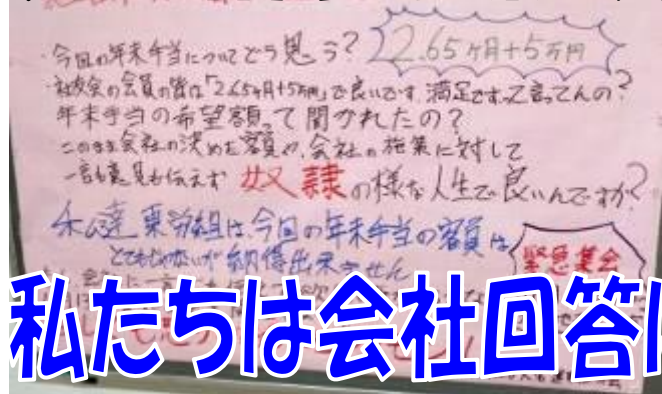 ・今回の年末手当についてどう思う?
2.65ヶ月+5万円
・社友会の会員の皆は「2.65ヶ月+5万円」で良いです、満足ですって言ってんの?
年末手当の希望額って聞かれたの?
このまま会社の決めた額や、会社の施策に対して
一言も意見も伝えず 奴隷の様な人生で良いんですか?
私達東労組は、今回の年末手当の額は
とてもじゃないが納得出来ません
緊急集会
私たちは会社回答に